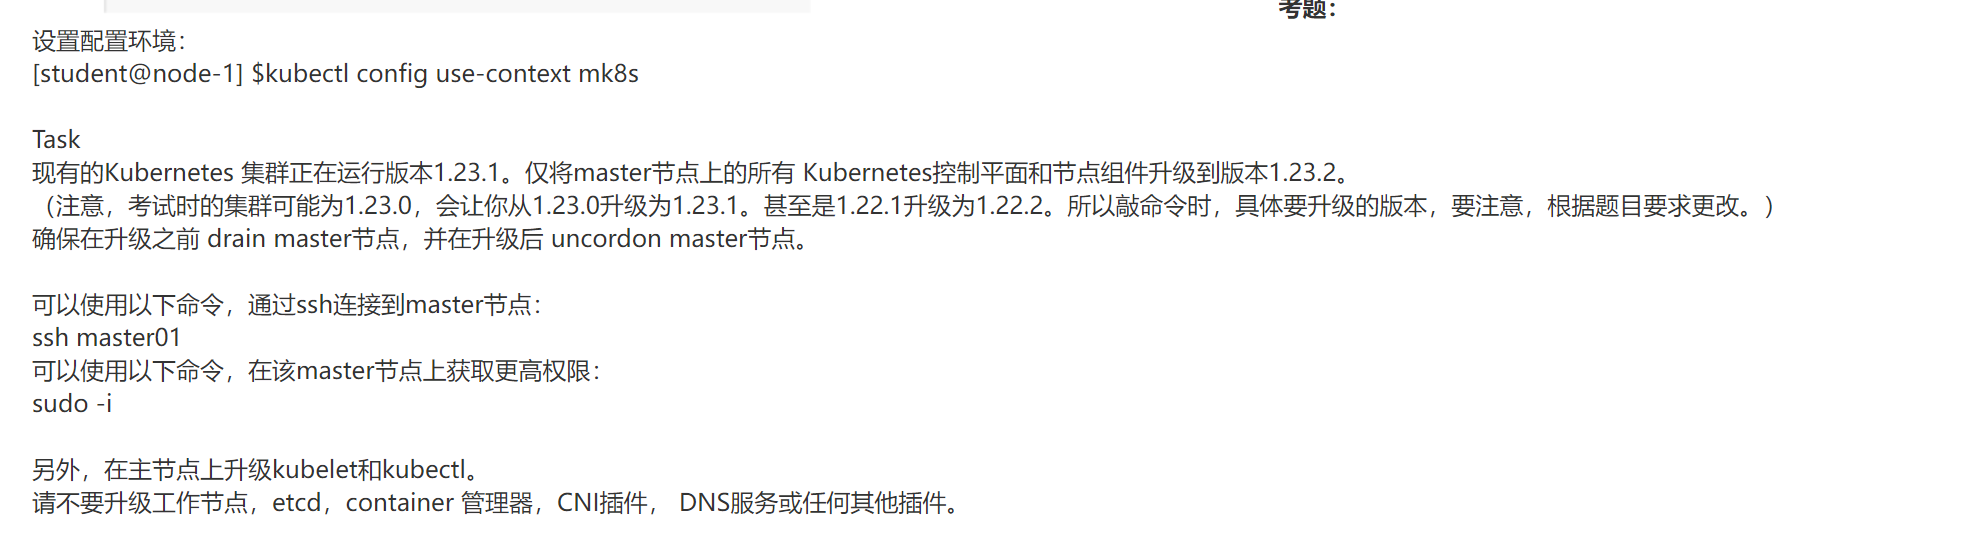 考题：
设置配置环境：
[student@node-1] $kubectl config use-context mk8s
Task
现有的Kubernetes 集群正在运行版本1.23.1。仅将master节点上的所有 Kubernetes控制平面和节点组件升级到版本1.23.2。
（注意，考试时的集群可能为1.23.0，会让你从1.23.0升级为1.23.1。甚至是1.22.1升级为1.22.2。所以敲命令时，具体要升级的版本，要注意，根据题目要求更改。）
确保在升级之前 drain master节点，并在升级后 uncordon master节点。
可以使用以下命令，通过ssh连接到master节点：
ssh master01
可以使用以下命令，在该master节点上获取更高权限：
sudo -i
另外，在主节点上升级kubelet和kubectl。
请不要升级工作节点，etcd，container 管理器，CNI插件， DNS服务或任何其他插件。